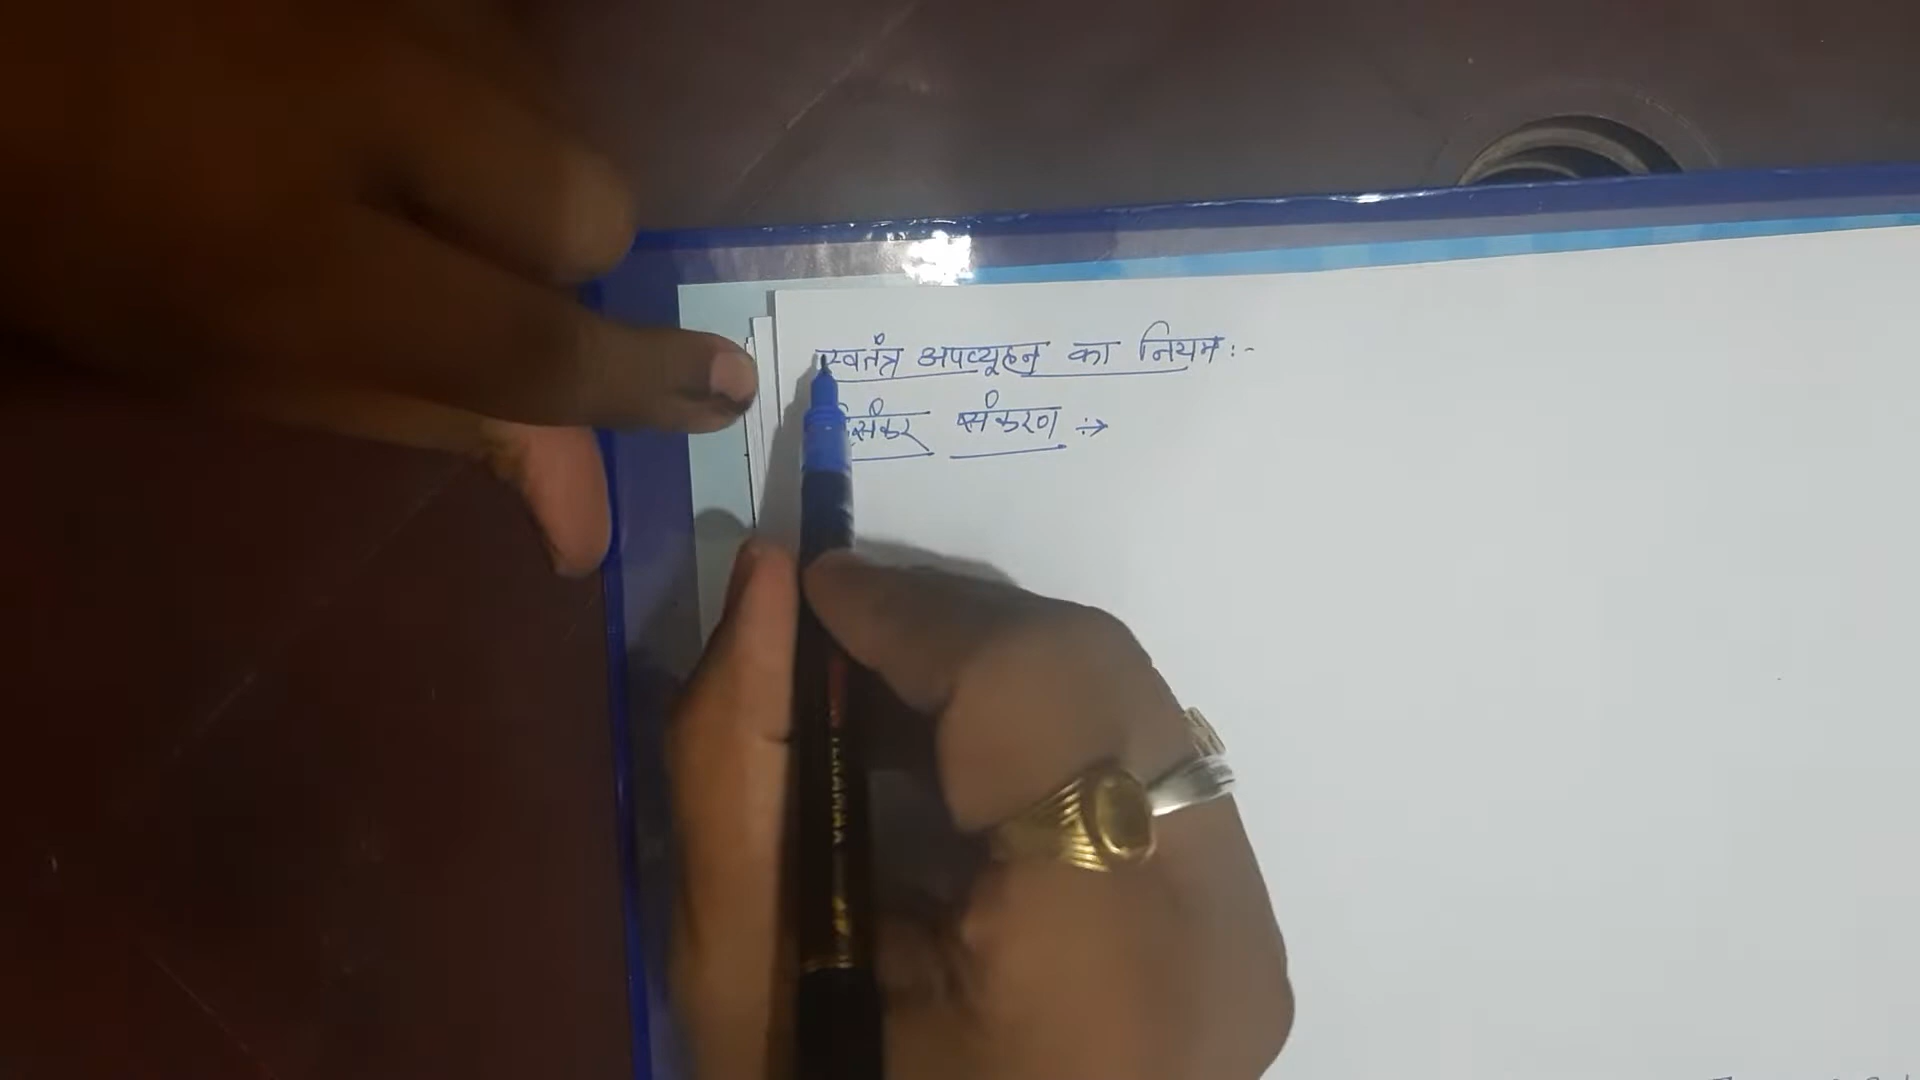 स्वतंत्र अपव्यूहन का नियम:-
संकरण ÷>